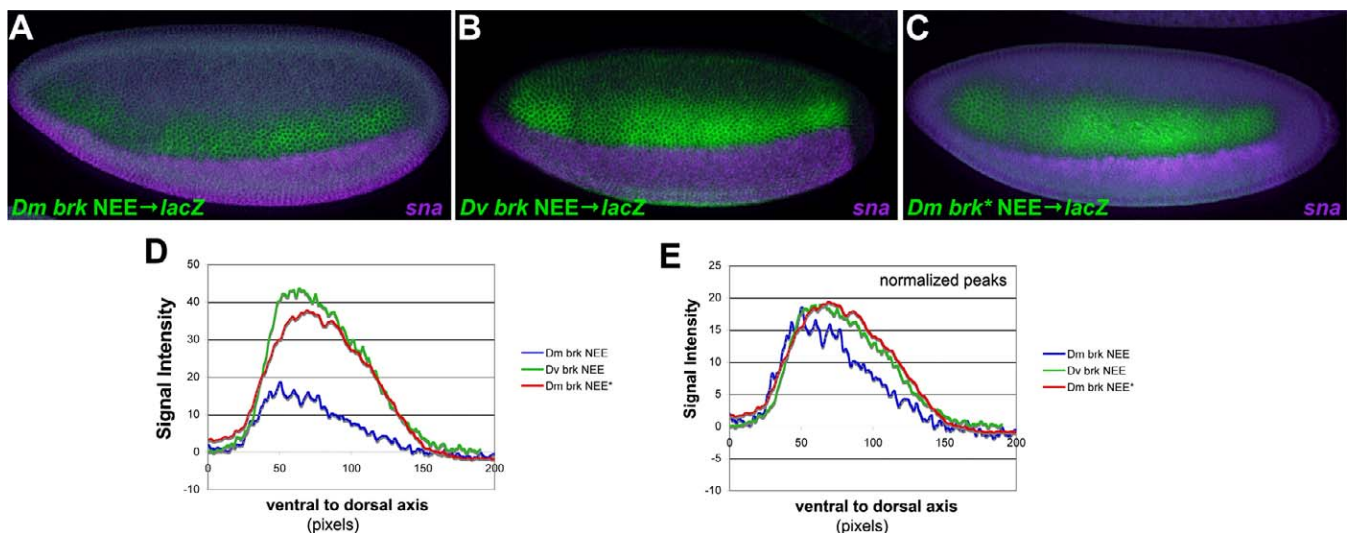 A
Dm brk NEE→lacZ
sna
B
Dv brk NEE→lacZ
sna
C
Dm brk* NEE→lacZ
sna
D
Signal Intensity
50
40
30
20
10
0
-10
0
50
100
150
200
ventral to dorsal axis
(pixels)
Dm brk NEE
Dv brk NEE
Dm brk NEE*
E
normalized peaks
Signal Intensity
25
20
15
10
5
0
-5
-10
0
50
100
150
200
ventral to dorsal axis
(pixels)
Dm brk NEE
Dv brk NEE
Dm brk NEE*